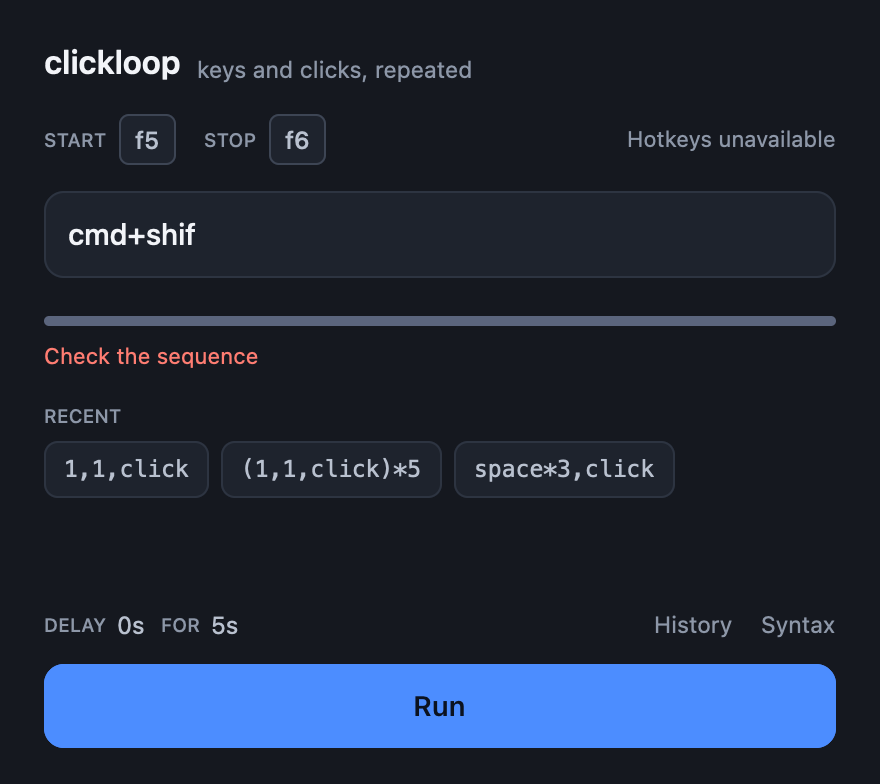 clickloop keys and clicks, repeated
START f5 STOP f6 Hotkeys unavailable
cmd+shif
Check the sequence
RECENT
1,1,click (1,1,click)*5 space*3,click
DELAY 0s FOR 5s History Syntax
Run